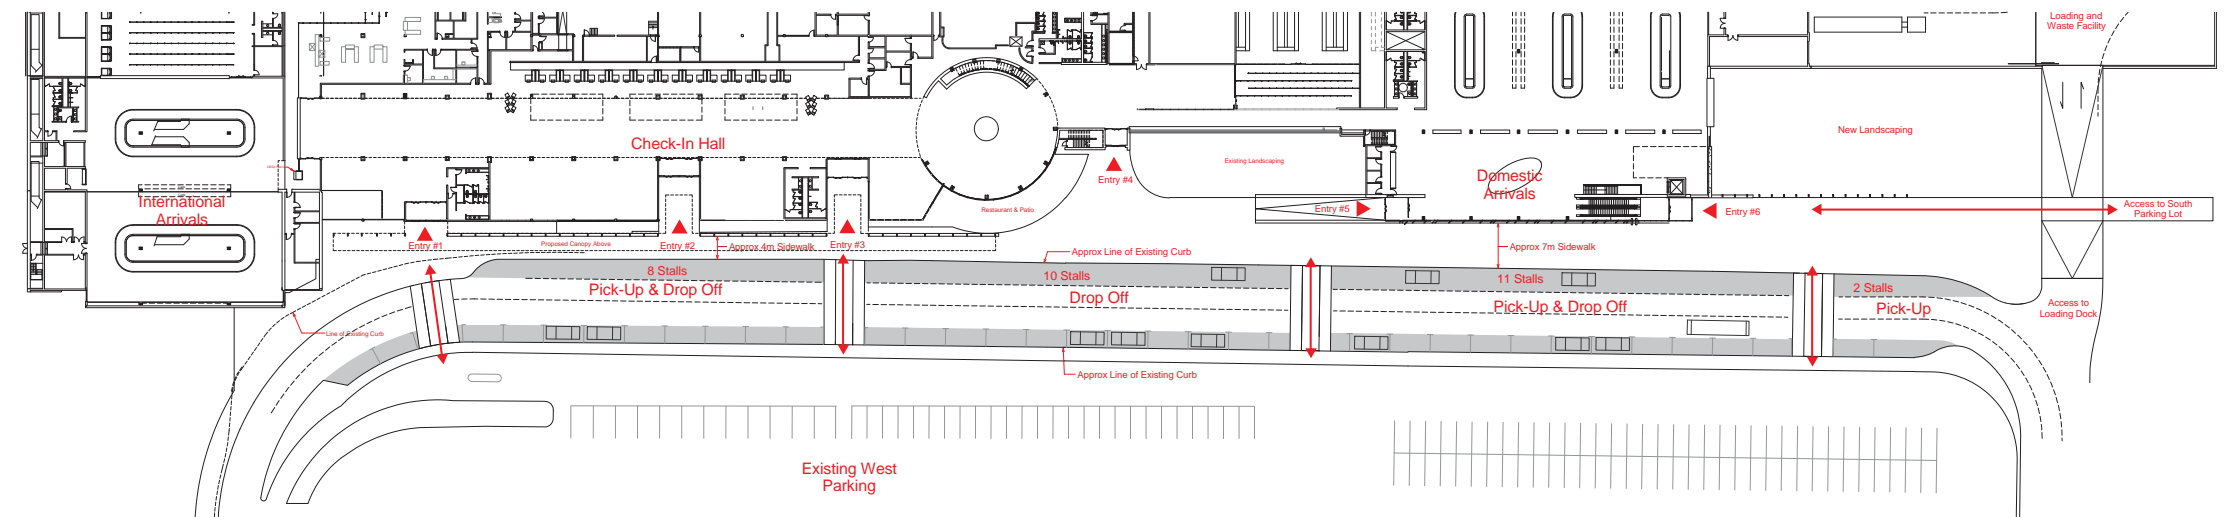 Loading and
Waste Facility
Check-In Hall
New Landscaping
Existing Landscaping
Entry #4
Domestic
Arrivals
International
Arrivals
Restaurant & Patio
Entry #5
Entry #6
Access to South
Parking Lot
Entry #1
Proposed Canopy Above
Entry #2
Approx 4m Sidewalk
Entry #3
Approx Line of Existing Curb
Approx 7m Sidewalk
8 Stalls
Pick-Up & Drop Off
10 Stalls
Drop Off
11 Stalls
Pick-Up & Drop Off
2 Stalls
Pick-Up
Access to
Loading Dock
Line of Existing Curb
Approx Line of Existing Curb
Existing West
Parking